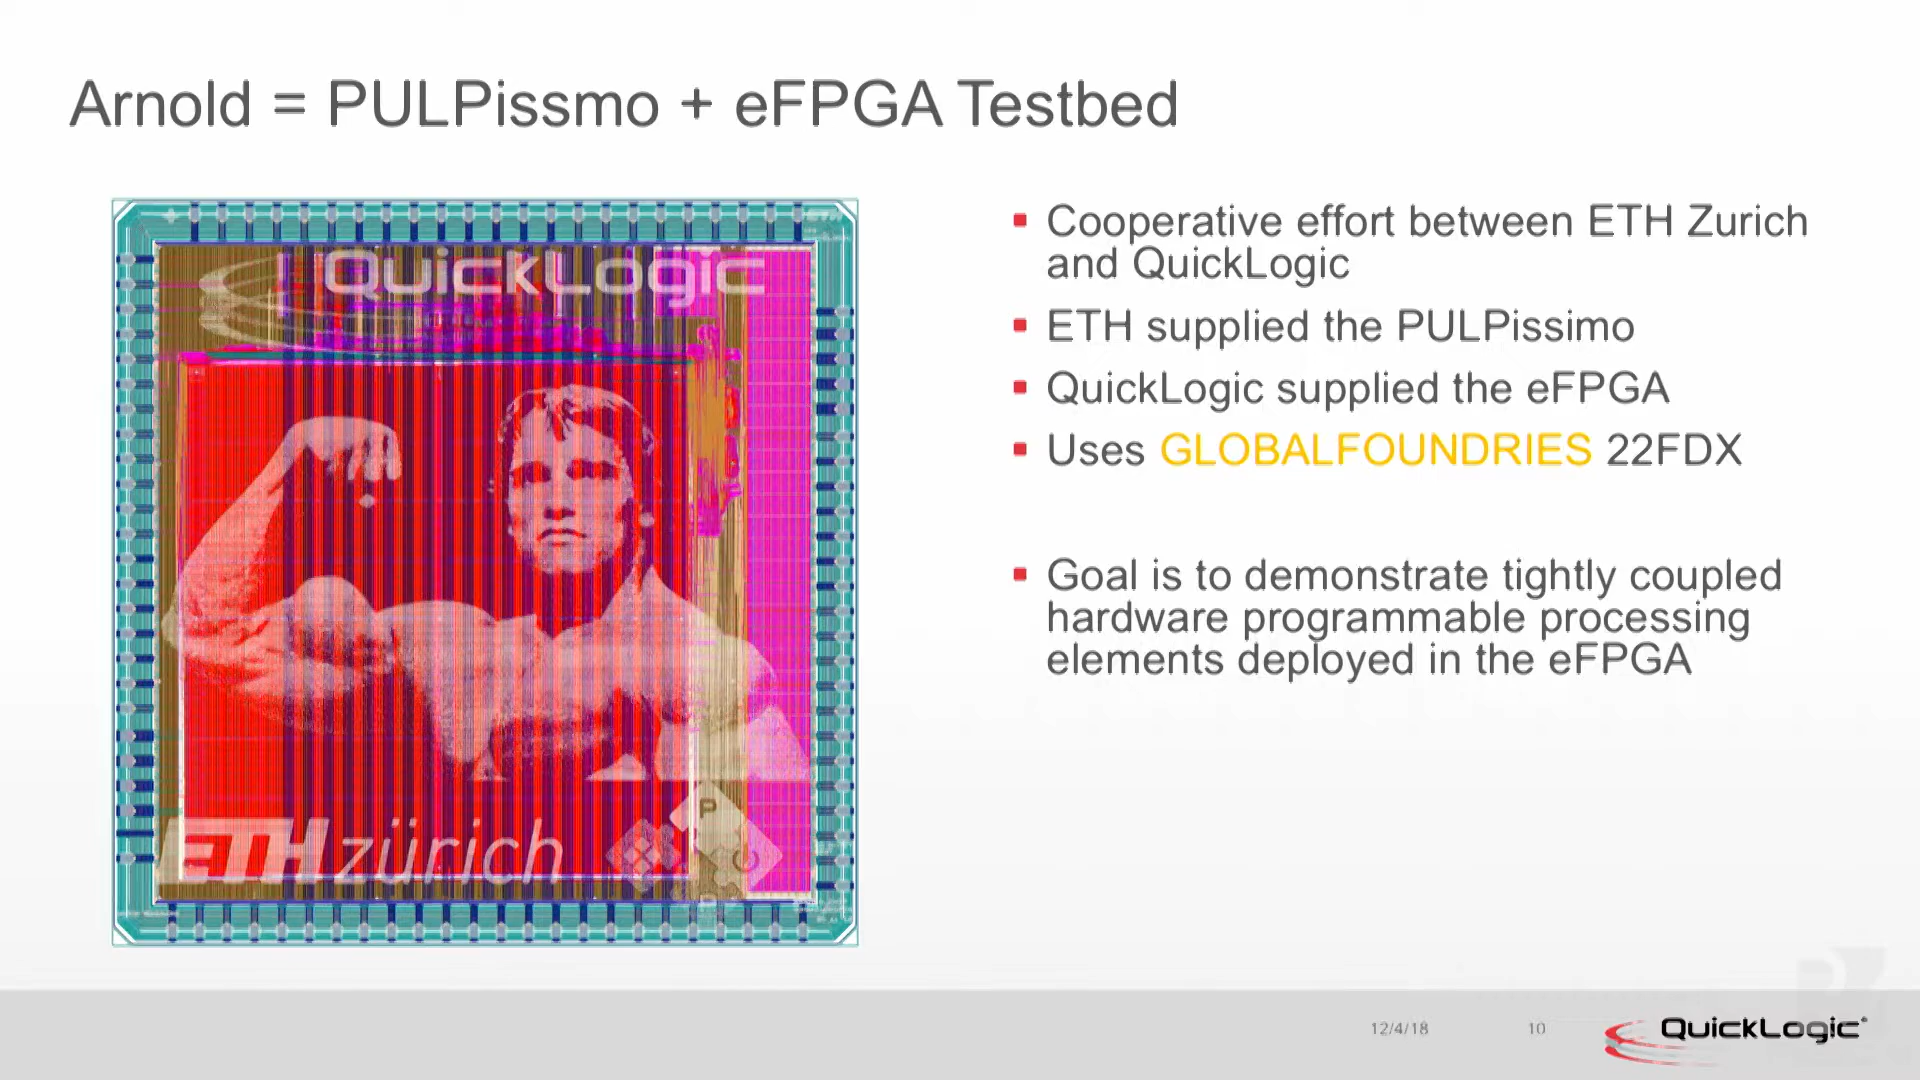 Arnold = PULPissmo + eFPGA Testbed
QuickLogic
ETHzürich
P
U
L
P
Cooperative effort between ETH Zurich
and QuickLogic
ETH supplied the PULPissimo
QuickLogic supplied the eFPGA
Uses GLOBALFOUNDRIES 22FDX
Goal is to demonstrate tightly coupled
hardware programmable processing
elements deployed in the eFPGA
12/4/18
10
QuickLogic